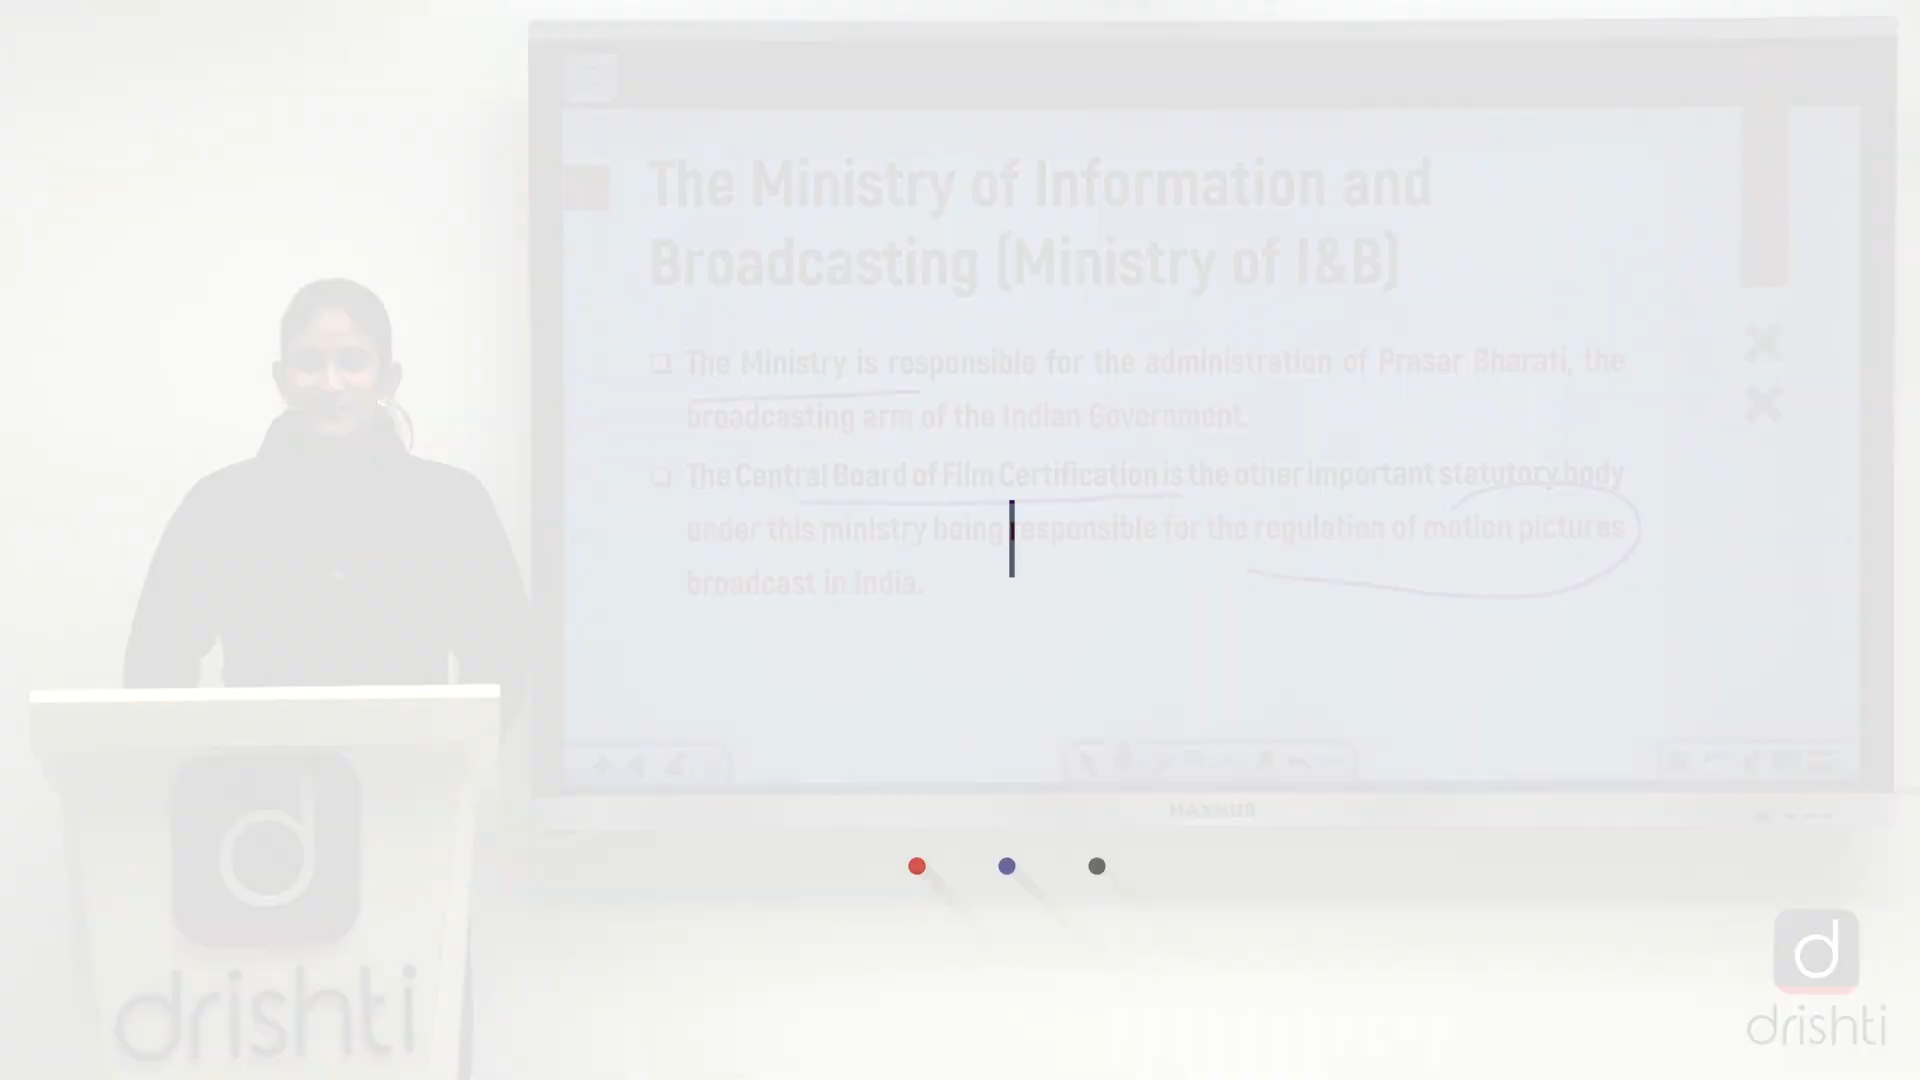 The Ministry of Information and
Broadcasting (Ministry of I&B)
❑ The Ministry is responsible for the administration of Prasar Bharati, the
broadcasting arm of the Indian Government.
❑ The Central Board of Film Certification is the other important statutory body
under this ministry being responsible for the regulation of motion pictures
broadcast in India.
MAXHUB
d
drishti
d
drishti